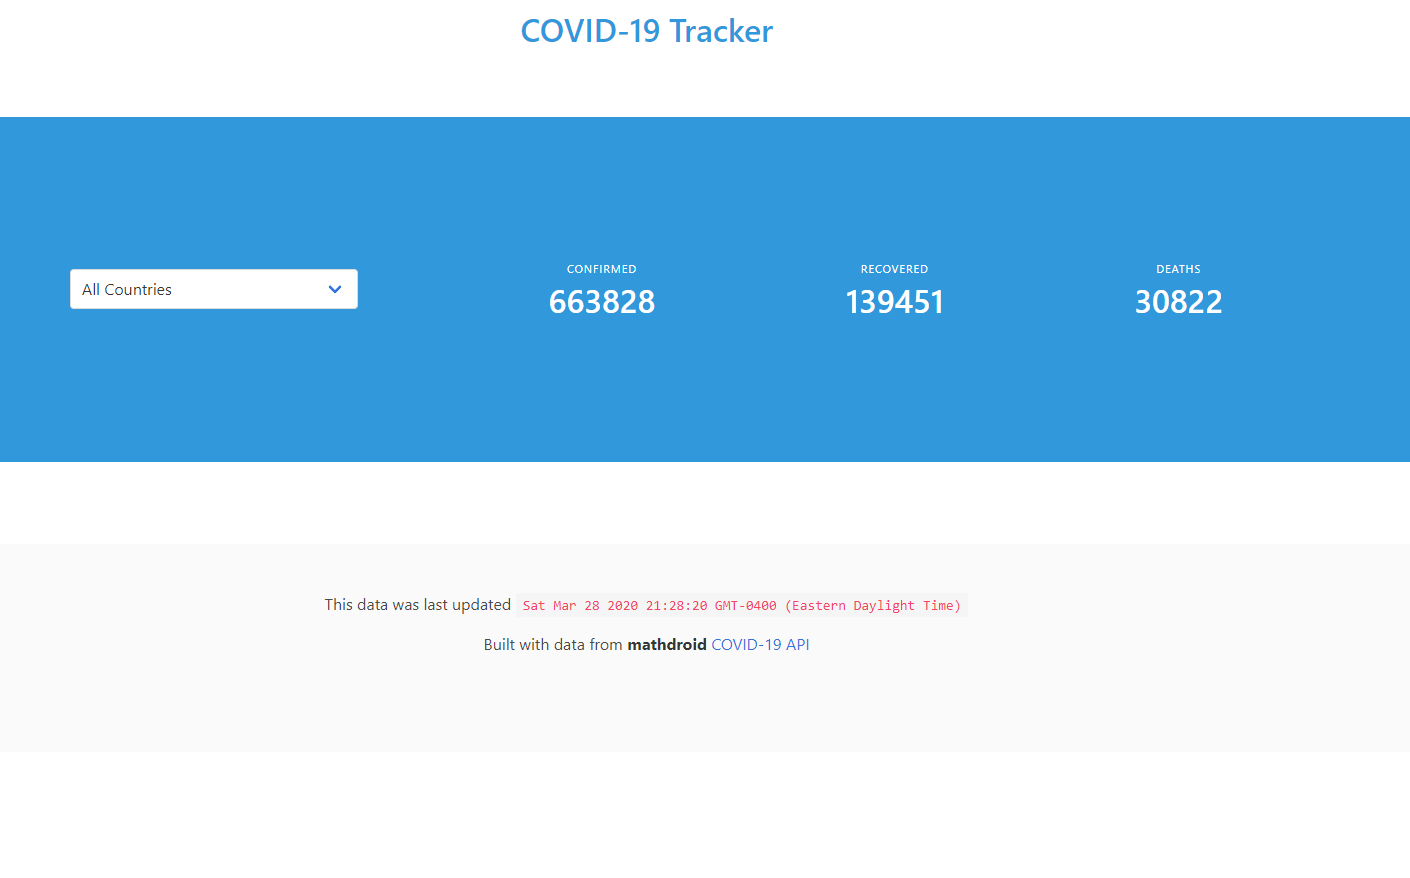 COVID-19 Tracker
All Countries
CONFIRMED
663828
RECOVERED
139451
DEATHS
30822
This data was last updated Sat Mar 28 2020 21:28:20 GMT-0400 (Eastern Daylight Time)
Built with data from mathdroid COVID-19 API